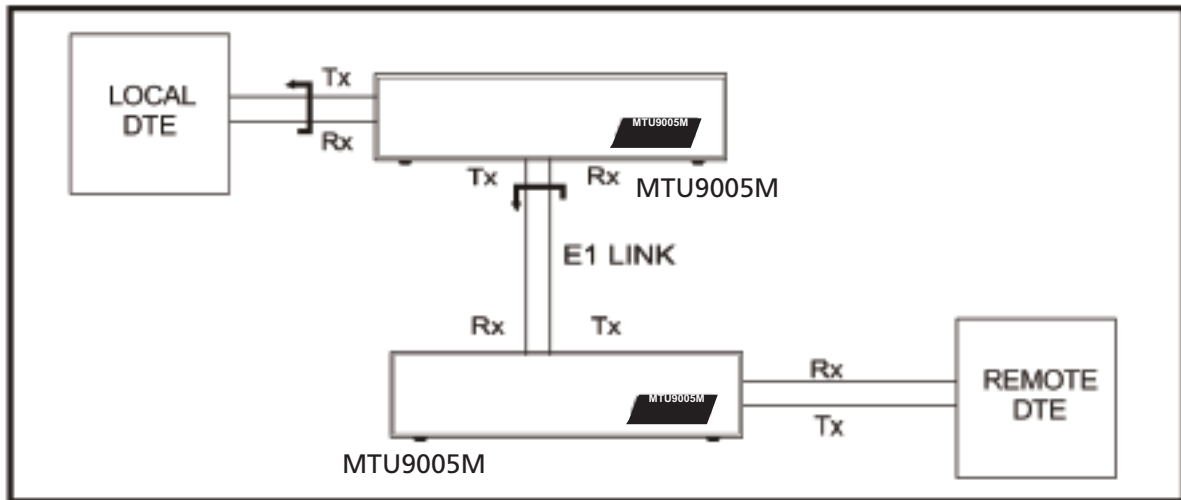 LOCAL
DTE
Tx
Rx
MTU9005M
Tx
Rx
MTU9005M
E1 LINK
Rx
Tx
MTU9005M
Rx
Tx
REMOTE
DTE
MTU9005M